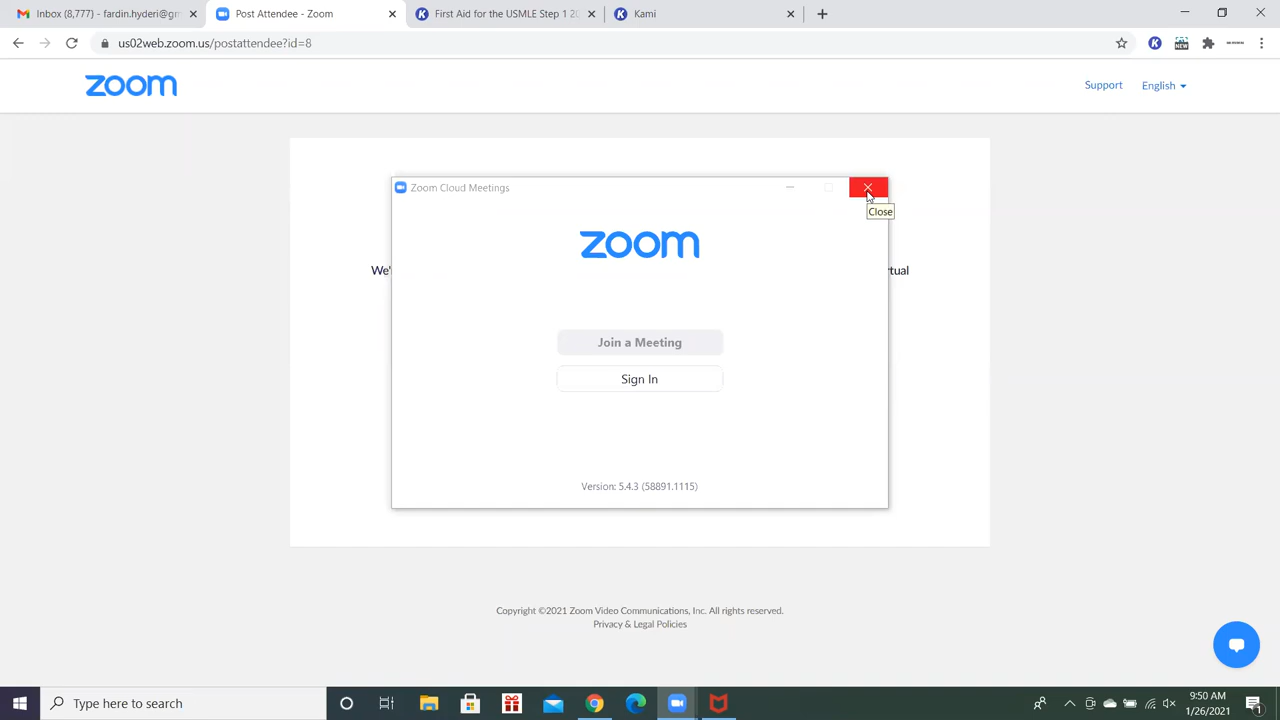 Inbox (8,777) - fardin.hyderi@gm
Post Attendee - Zoom
First Aid for the USMLE Step 1 20
Kami
us02web.zoom.us/postattendee?id=8
NEW
zoom
Support
English
Zoom Cloud Meetings
Close
zoom
We'
rtual
Join a Meeting
Sign In
Version: 5.4.3 (58891.1115)
Copyright ©2021 Zoom Video Communications, Inc. All rights reserved.
Privacy & Legal Policies
Type here to search
9:50 AM
1/26/2021
1